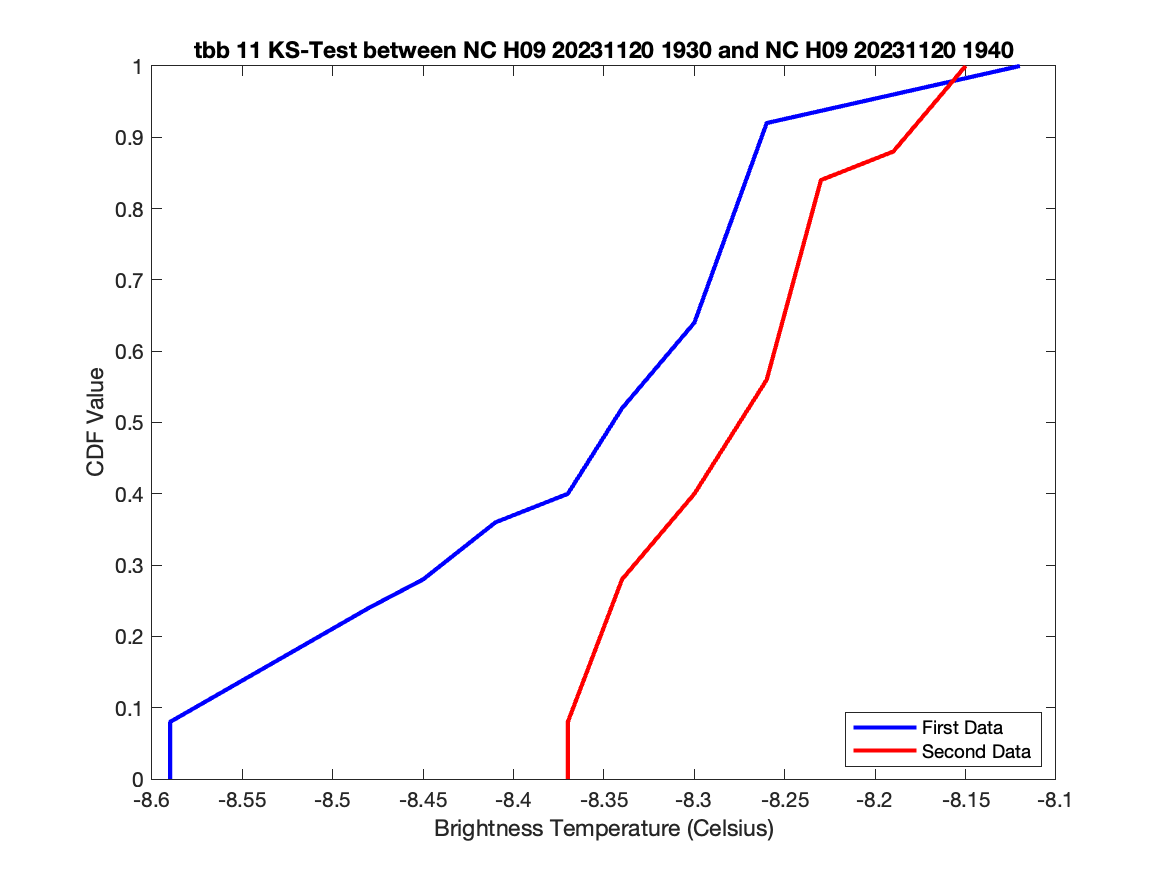 tbb 11 KS-Test between NC H09 20231120 1930 and NC H09 20231120 1940
1
0.9
0.8
0.7
0.6
0.5
0.4
0.3
0.2
0.1
0
CDF Value
First Data
Second Data
-8.6 -8.55 -8.5 -8.45 -8.4 -8.35 -8.3 -8.25 -8.2 -8.15 -8.1
Brightness Temperature (Celsius)